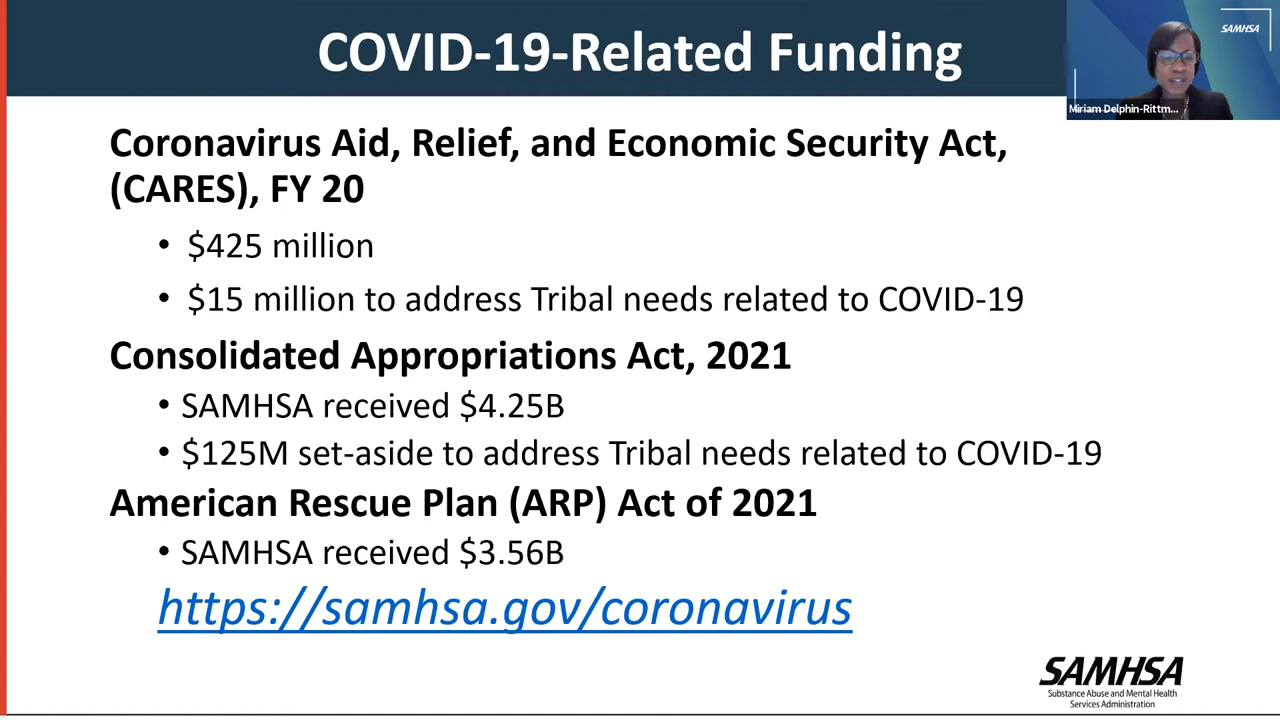 COVID-19-Related Funding
SAMHSA
Miriam Delphin-Rittm...
Coronavirus Aid, Relief, and Economic Security Act,
(CARES), FY 20
• $425 million
• $15 million to address Tribal needs related to COVID-19
Consolidated Appropriations Act, 2021
• SAMHSA received $4.25B
• $125M set-aside to address Tribal needs related to COVID-19
American Rescue Plan (ARP) Act of 2021
• SAMHSA received $3.56B
https://samhsa.gov/coronavirus
SAMHSA
Substance Abuse and Mental Health
Services Administration